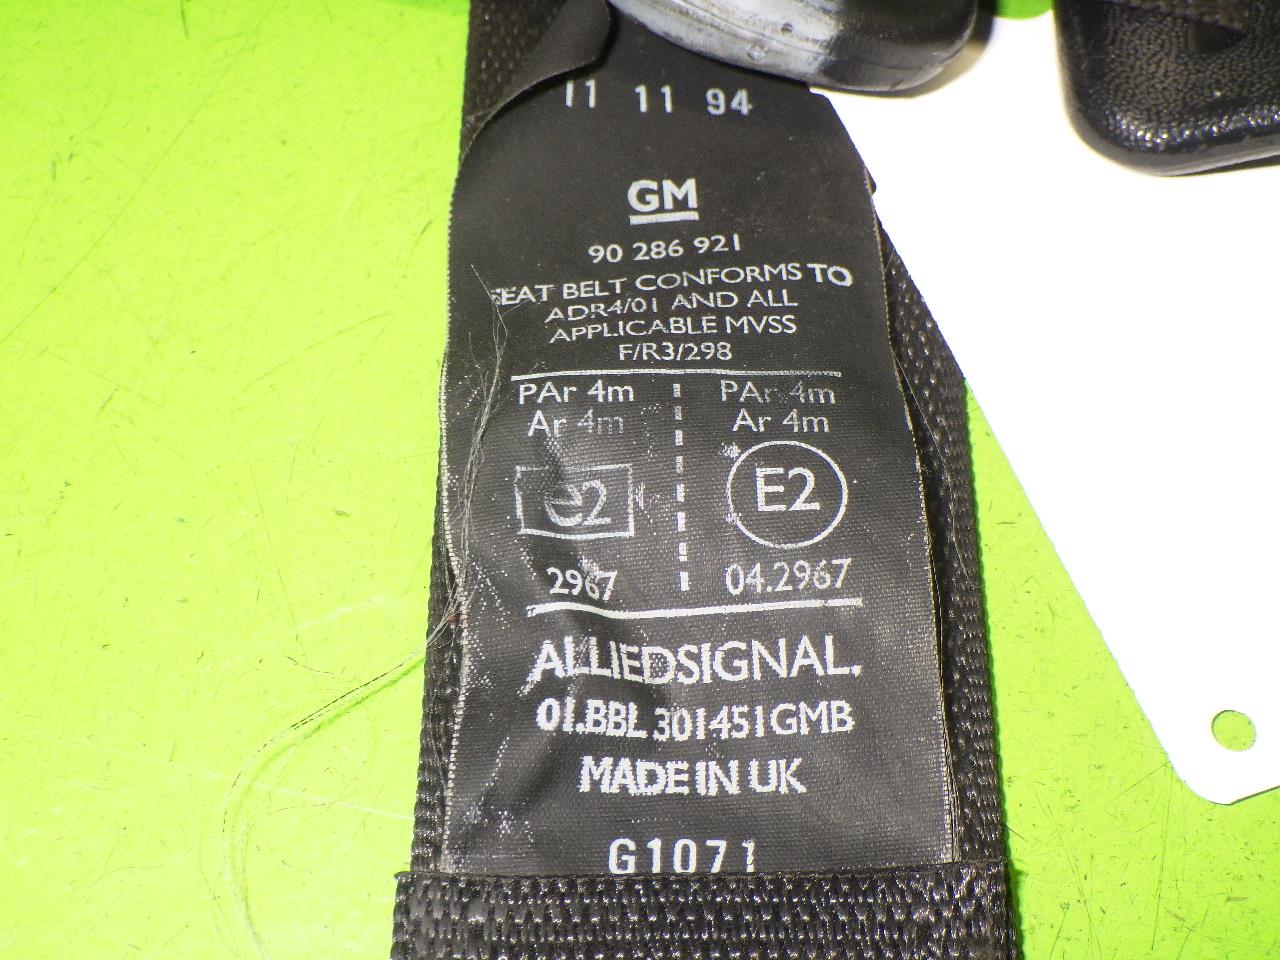 11 11 94
GM
90 286 921
SEAT BELT CONFORMS TO
ADR4/01 AND ALL
APPLICABLE MVSS
F/R3/298
PAr 4m PAr 4m
Ar 4m Ar 4m
e2 E2
2967 04.2967
ALLIEDSIGNAL.
01.BBL 301451GMB
MADE IN UK
G1071